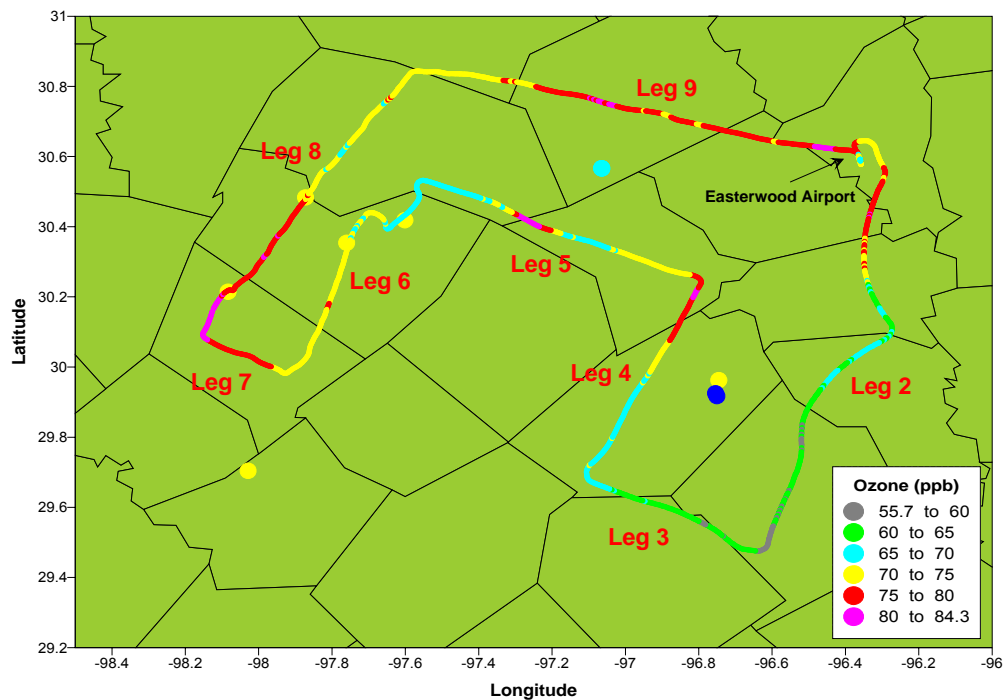 31
30.8
30.6
30.4
30.2
30
29.8
29.6
29.4
29.2
Latitude
Leg 9
Leg 8
Easterwood Airport
Leg 5
Leg 6
Leg 4
Leg 7
Leg 2
Leg 3
Ozone (ppb)
55.7 to 60
60 to 65
65 to 70
70 to 75
75 to 80
80 to 84.3
-98.4 -98.2 -98 -97.8 -97.6 -97.4 -97.2 -97 -96.8 -96.6 -96.4 -96.2 -96
Longitude